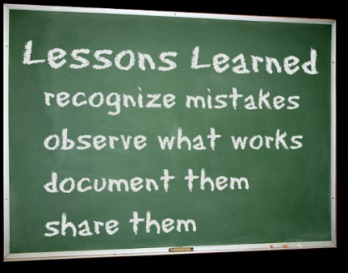 Lessons Learned
recognize mistakes
observe what works
document them
share them